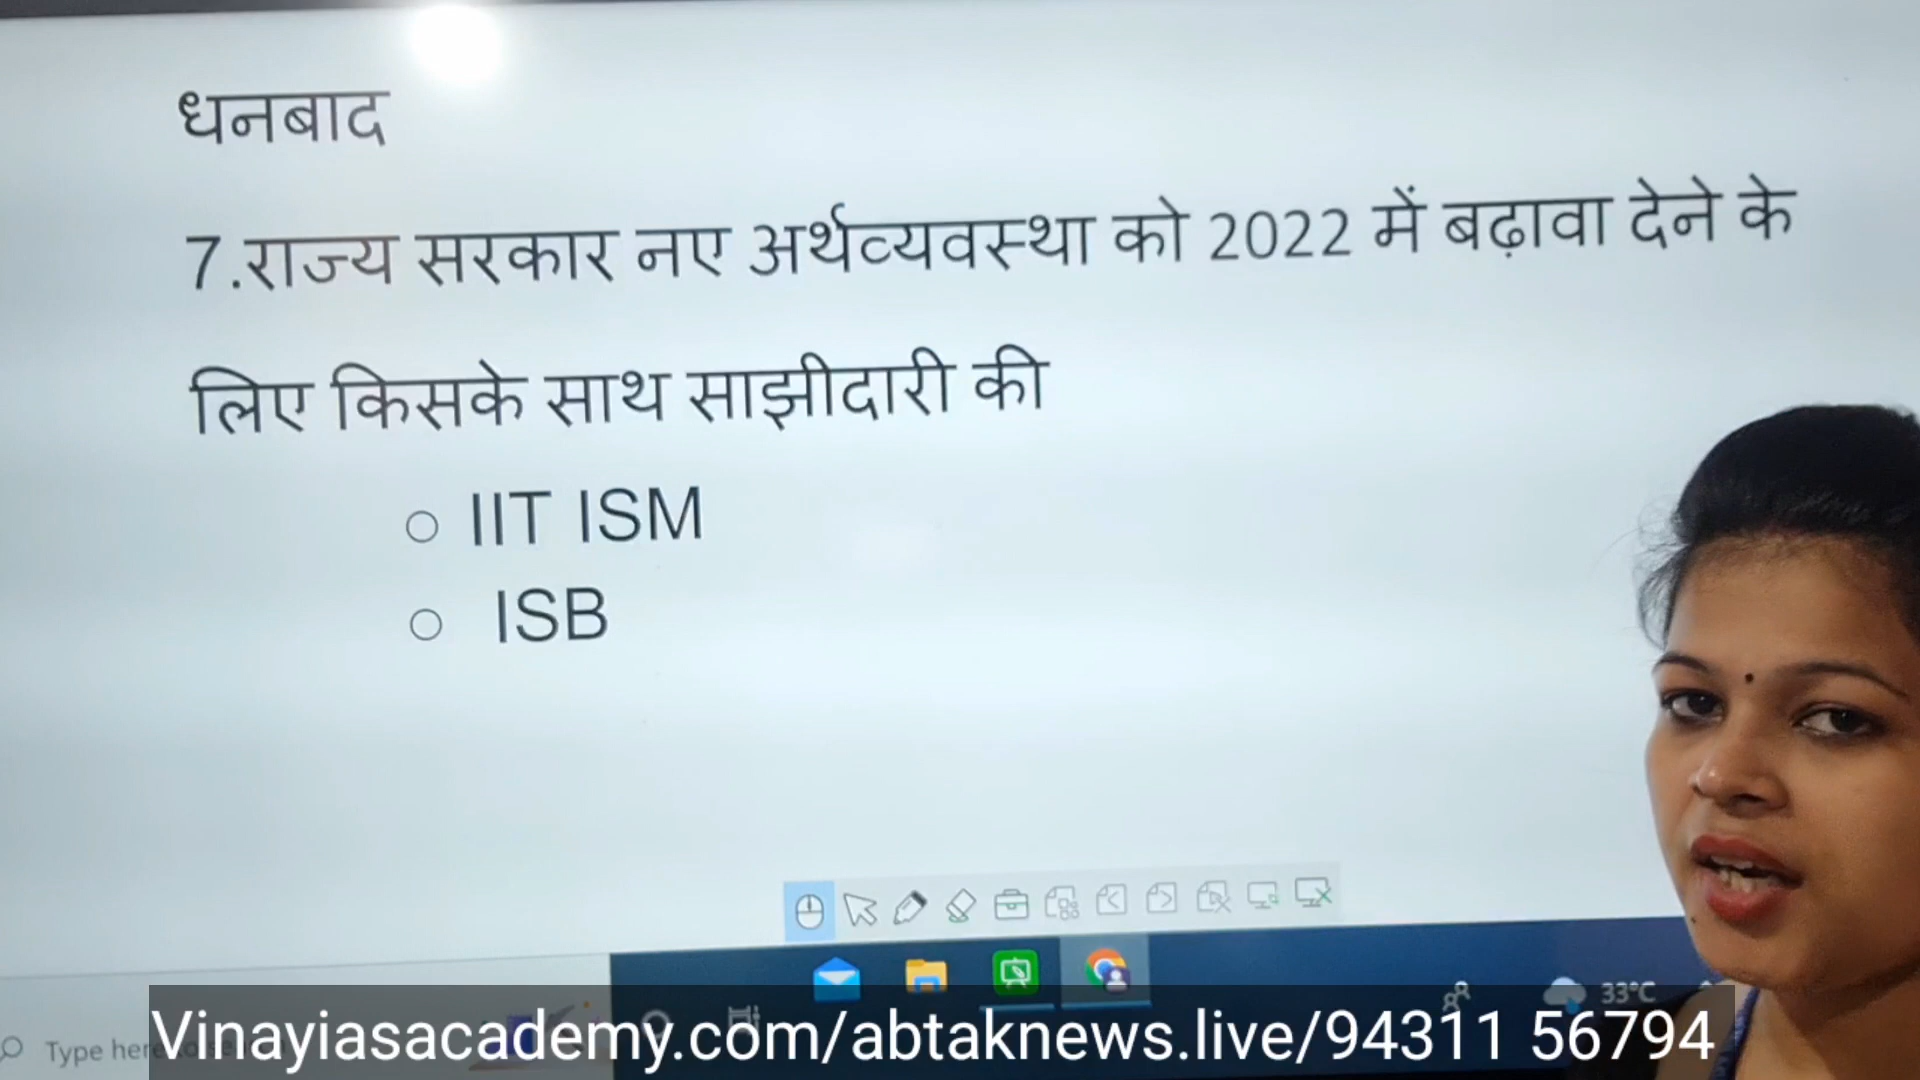 धनबाद
7.राज्य सरकार नए अर्थव्यवस्था को 2022 में बढ़ावा देने के
लिए किसके साथ साझीदारी की
○ IIT ISM
○ ISB
33°C
Type here
Vinayiasacademy.com/abtaknews.live/94311 56794